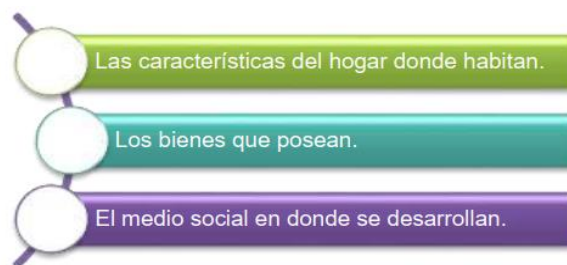 Las características del hogar donde habitan.
Los bienes que posean.
El medio social en donde se desarrollan.